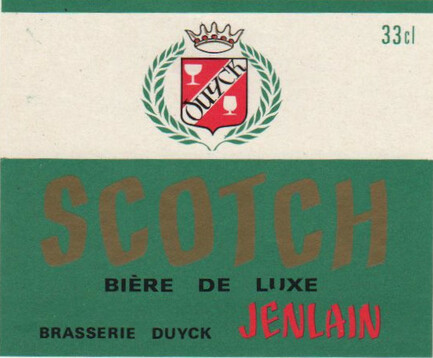 33cl
DUYCK
SCOTCH
BIÈRE DE LUXE
BRASSERIE DUYCK JENLAIN